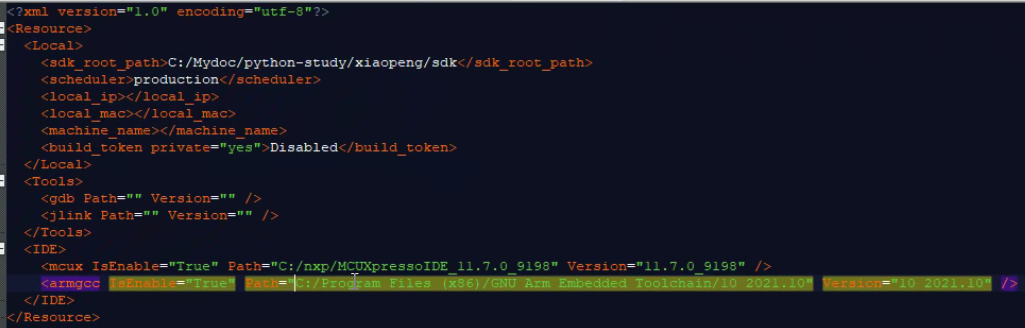 <?xml version="1.0" encoding="utf-8"?>
<Resource>
<Local>
<sdk_root_path>C:/Mydoc/python-study/xiaopeng/sdk</sdk_root_path>
<scheduler>production</scheduler>
<local_ip></local_ip>
<local_mac></local_mac>
<machine_name></machine_name>
<build_token private="yes">Disabled</build_token>
</Local>
<Tools>
<gdb Path="" Version="" />
<jlink Path="" Version="" />
</Tools>
<IDE>
<mcux IsEnable="True" Path="C:/nxp/MCUXpressoIDE_11.7.0_9198" Version="11.7.0_9198" />
<armgcc IsEnable="True" Path="C:/Program Files (x86)/GNU Arm Embedded Toolchain/10 2021.10" Version="10 2021.10" />
</IDE>
</Resource>